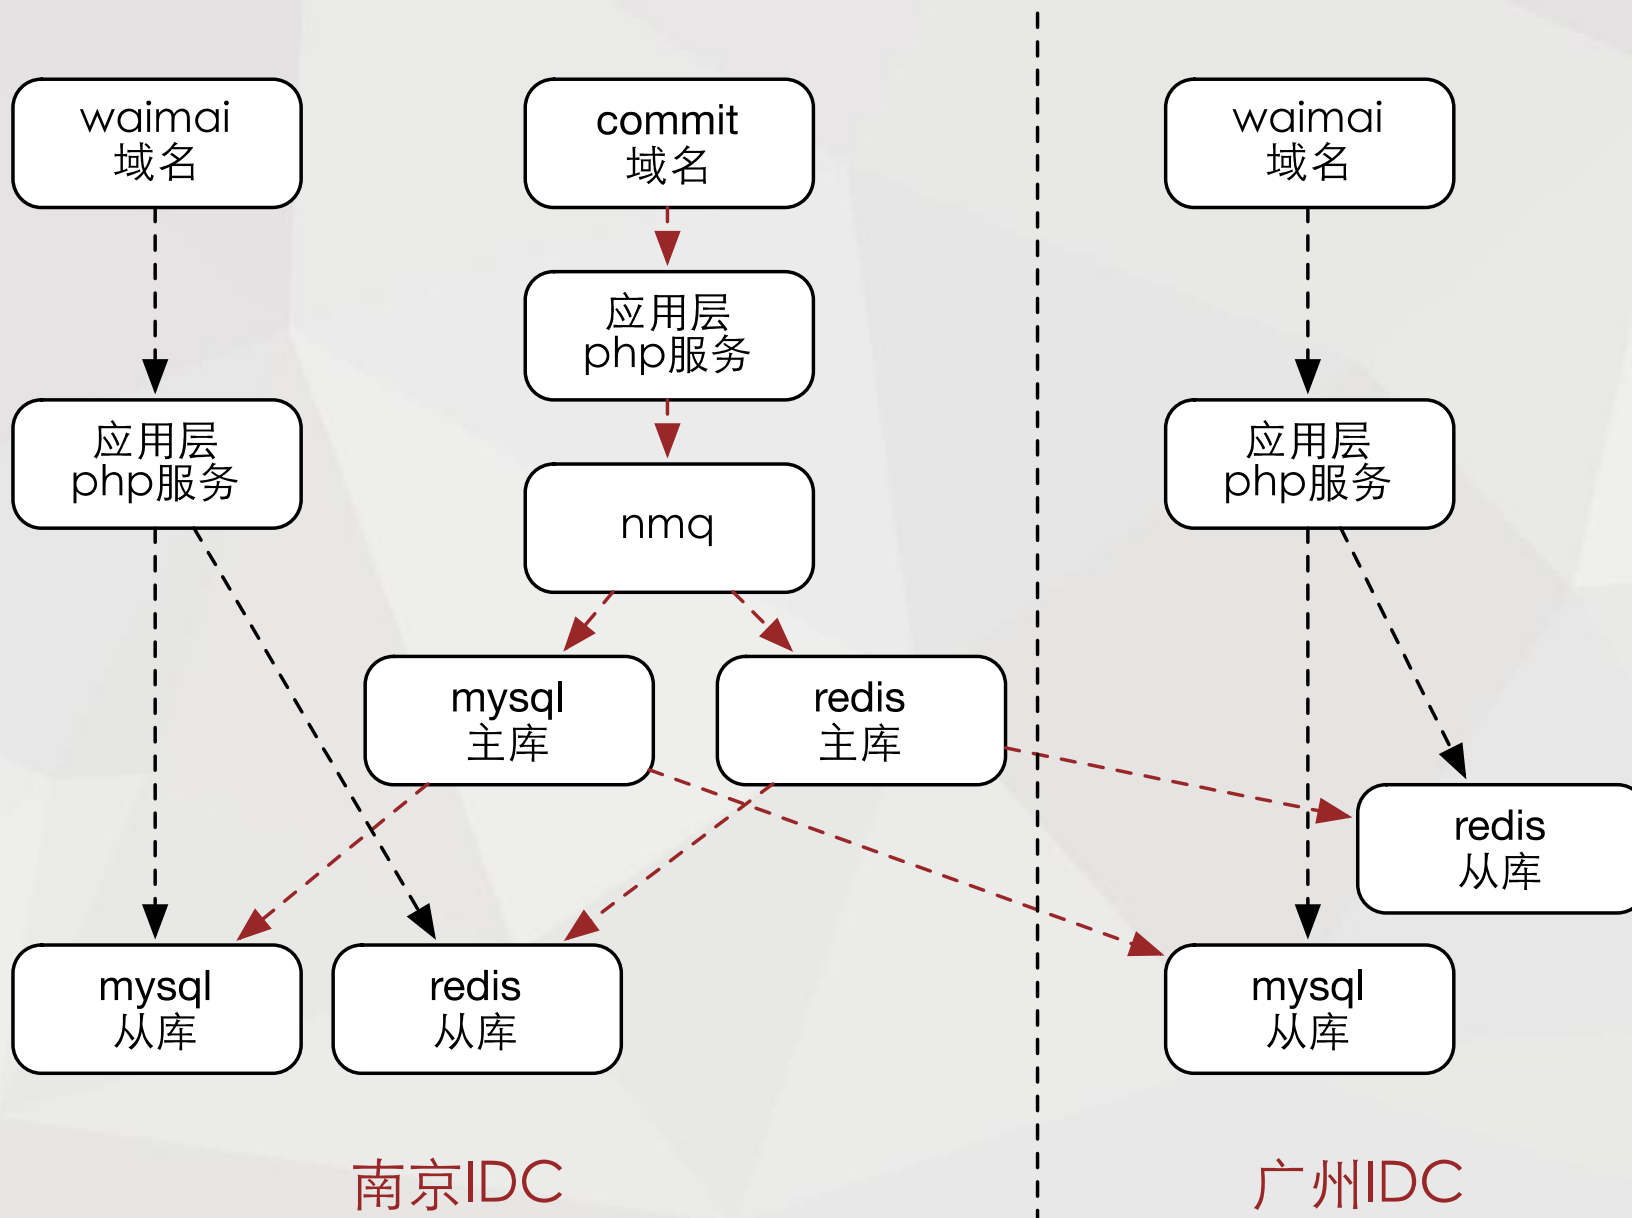 waimai
域名
commit
域名
waimai
域名
应用层
php服务
应用层
php服务
应用层
php服务
nmq
mysql
主库
redis
主库
redis
从库
mysql
从库
redis
从库
mysql
从库
南京IDC
广州IDC